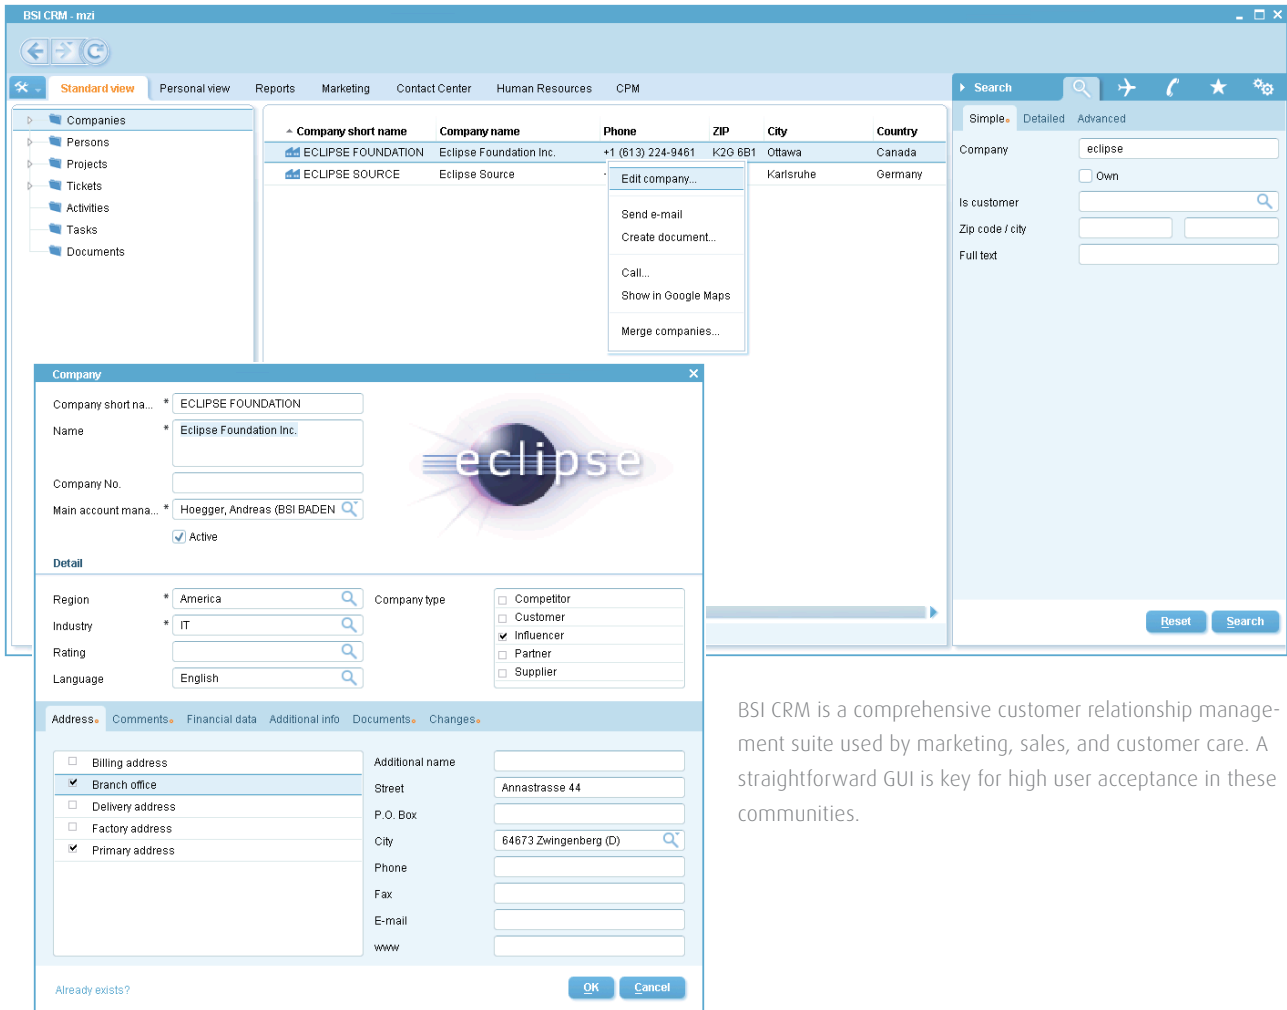 BSI CRM - mzi
Standard view Personal view Reports Marketing Contact Center Human Resources CPM
Companies
Persons
Projects
Tickets
Activities
Tasks
Documents
Company short name Company name Phone ZIP City Country
ECLIPSE FOUNDATION Eclipse Foundation Inc. +1 (613) 224-9461 K2G 6B1 Ottawa Canada
ECLIPSE SOURCE Eclipse Source Karlsruhe Germany
Edit company...
Send e-mail
Create document...
Call...
Show in Google Maps
Merge companies...
Search
Simple Detailed Advanced
Company eclipse
Own
Is customer
Zip code / city
Full text
Reset Search
Company
Company short na... * ECLIPSE FOUNDATION
Name * Eclipse Foundation Inc.
Company No.
Main account mana... * Hoegger, Andreas (BSI BADEN
Active
eclipse
Detail
Region * America
Industry * IT
Rating
Language English
Company type
Competitor
Customer
Influencer
Partner
Supplier
Address Comments Financial data Additional info Documents Changes
Billing address
Branch office
Delivery address
Factory address
Primary address
Additional name
Street Annastrasse 44
P.O. Box
City 64673 Zwingenberg (D)
Phone
Fax
E-mail
www
Already exists?
OK Cancel
BSI CRM is a comprehensive customer relationship manage-
ment suite used by marketing, sales, and customer care. A
straightforward GUI is key for high user acceptance in these
communities.